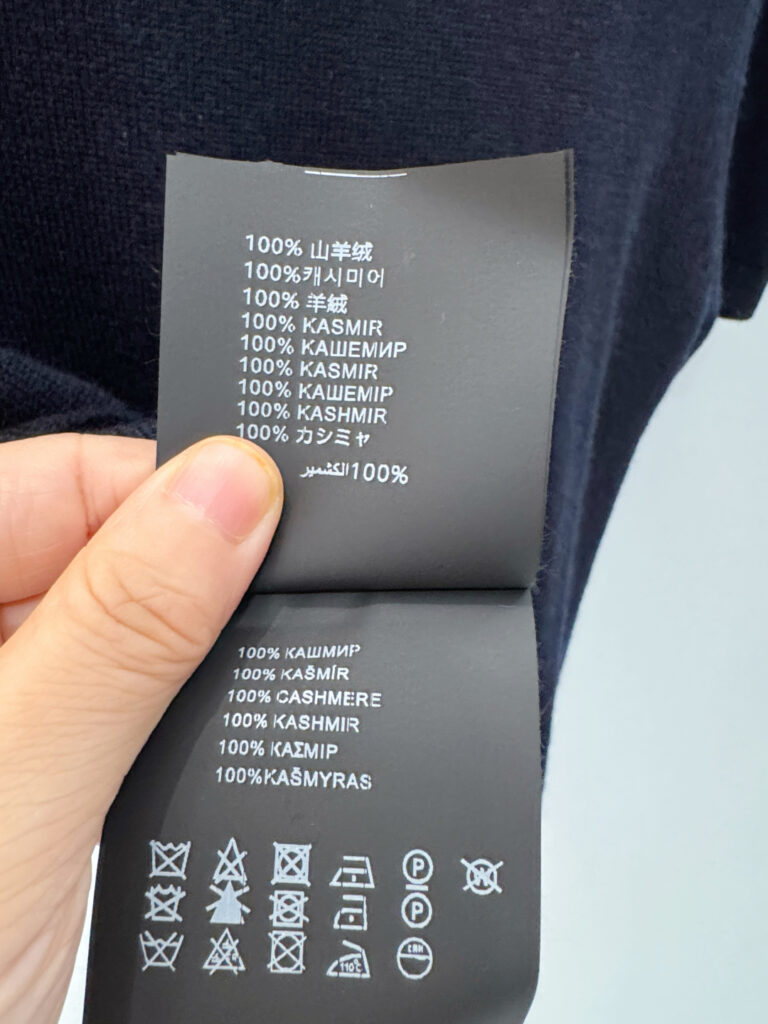 100% 山羊绒
100%캐시미어
100% 羊絨
100% KASMIR
100% КАШЕМИР
100% KASMIR
100% КАШЕМІР
100% KASHMIR
100% カシミヤ
100% الكشمير
100% КАШМИР
100% KAŠMÍR
100% CASHMERE
100% KASHMIR
100% ΚΑΣΜΙΡ
100%KAŠMYRAS
P
P
110°C